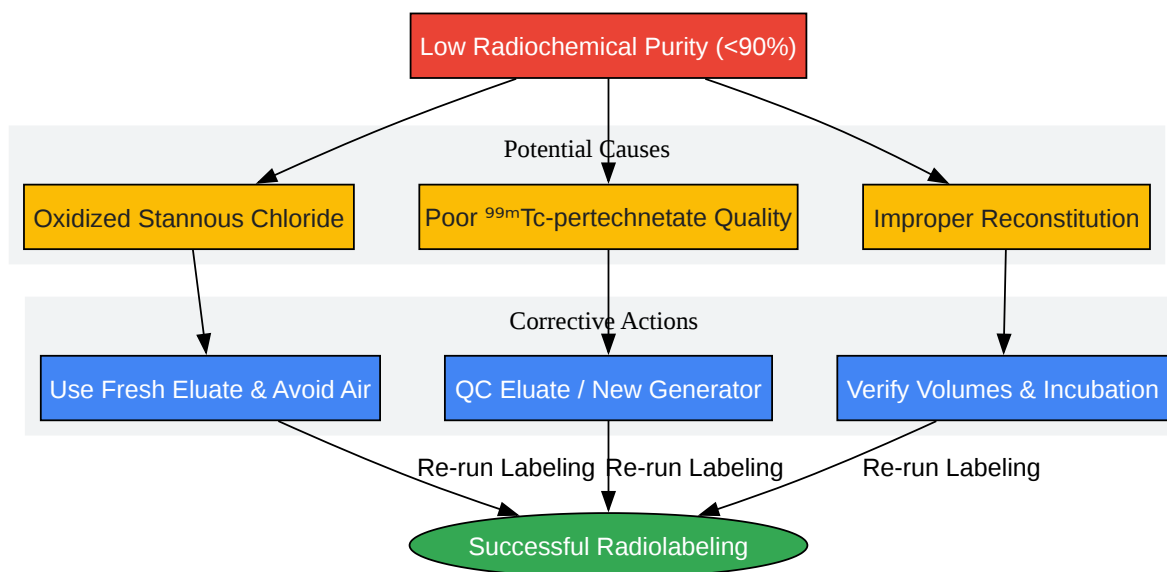 Low Radiochemical Purity (<90%)
Potential Causes
Oxidized Stannous Chloride
Poor ⁹⁹ᵐTc-pertechnetate Quality
Improper Reconstitution
Corrective Actions
Use Fresh Eluate & Avoid Air
QC Eluate / New Generator
Verify Volumes & Incubation
Re-run Labeling
Re-run Labeling
Re-run Labeling
Successful Radiolabeling